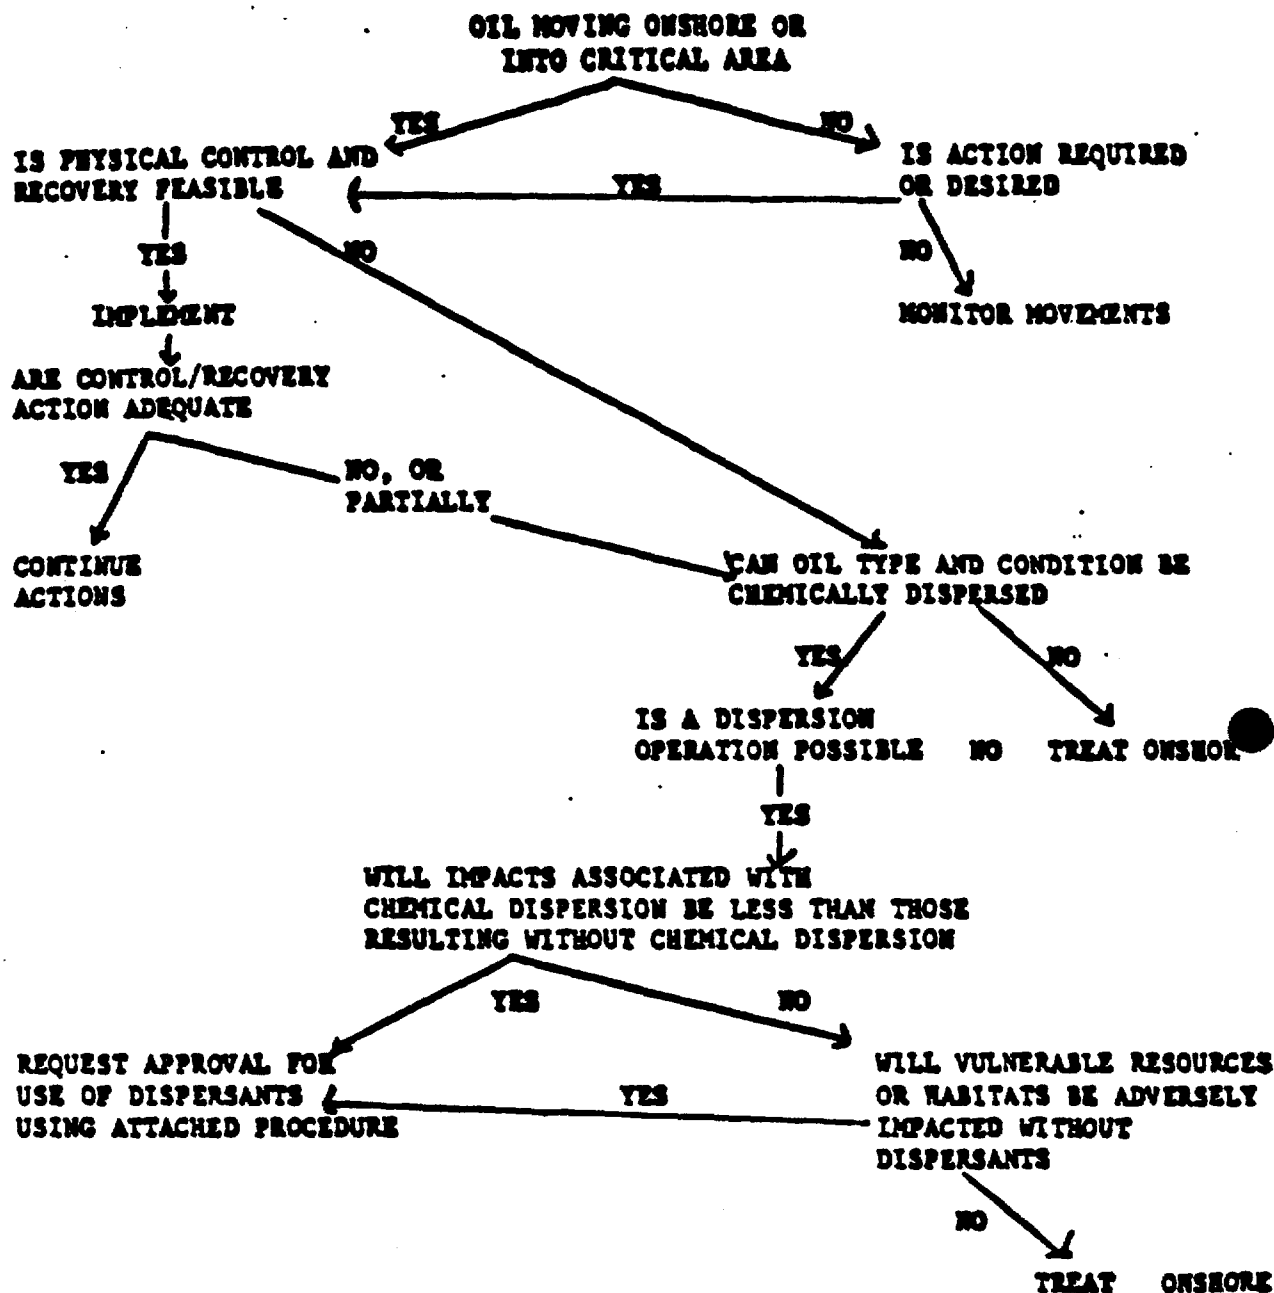 OIL MOVING ONSHORE OR
INTO CRITICAL AREA
YES
NO
IS PHYSICAL CONTROL AND
RECOVERY FEASIBLE
YES
IS ACTION REQUIRED
OR DESIRED
YES
NO
NO
IMPLEMENT
MONITOR MOVEMENTS
ARE CONTROL/RECOVERY
ACTION ADEQUATE
YES
NO, OR
PARTIALLY
CONTINUE
ACTIONS
CAN OIL TYPE AND CONDITION BE
CHEMICALLY DISPERSED
YES
NO
IS A DISPERSION
OPERATION POSSIBLE NO TREAT ONSHOR
YES
WILL IMPACTS ASSOCIATED WITH
CHEMICAL DISPERSION BE LESS THAN THOSE
RESULTING WITHOUT CHEMICAL DISPERSION
YES
NO
REQUEST APPROVAL FOR
USE OF DISPERSANTS
USING ATTACHED PROCEDURE
YES
WILL VULNERABLE RESOURCES
OR HABITATS BE ADVERSELY
IMPACTED WITHOUT
DISPERSANTS
NO
TREAT ONSHORE